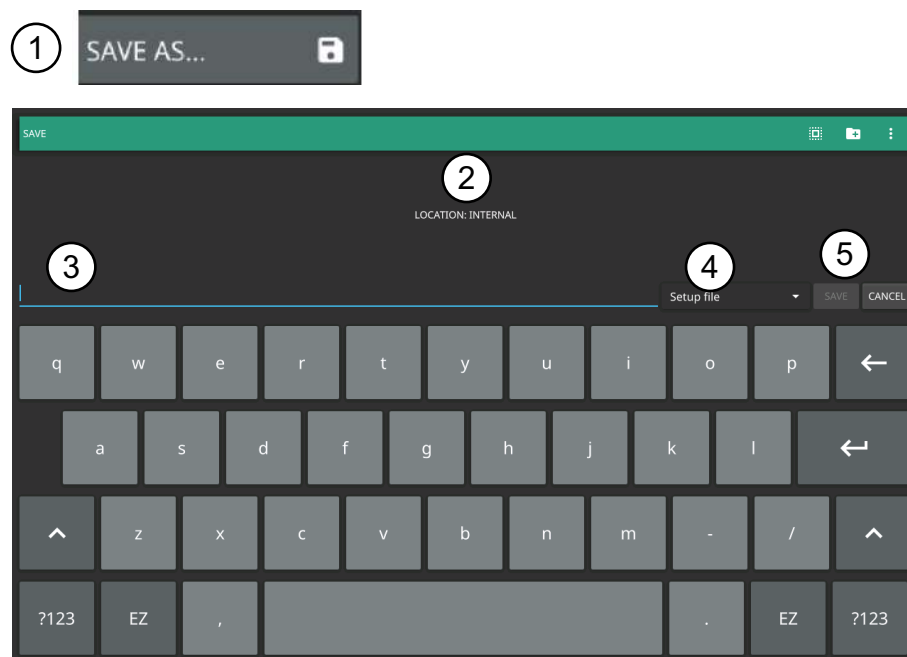 1 SAVE AS...
SAVE
2
LOCATION: INTERNAL
3 4 5
Setup file SAVE CANCEL
q w e r t y u i o p
a s d f g h j k l
z x c v b n m - /
?123 EZ , . EZ ?123